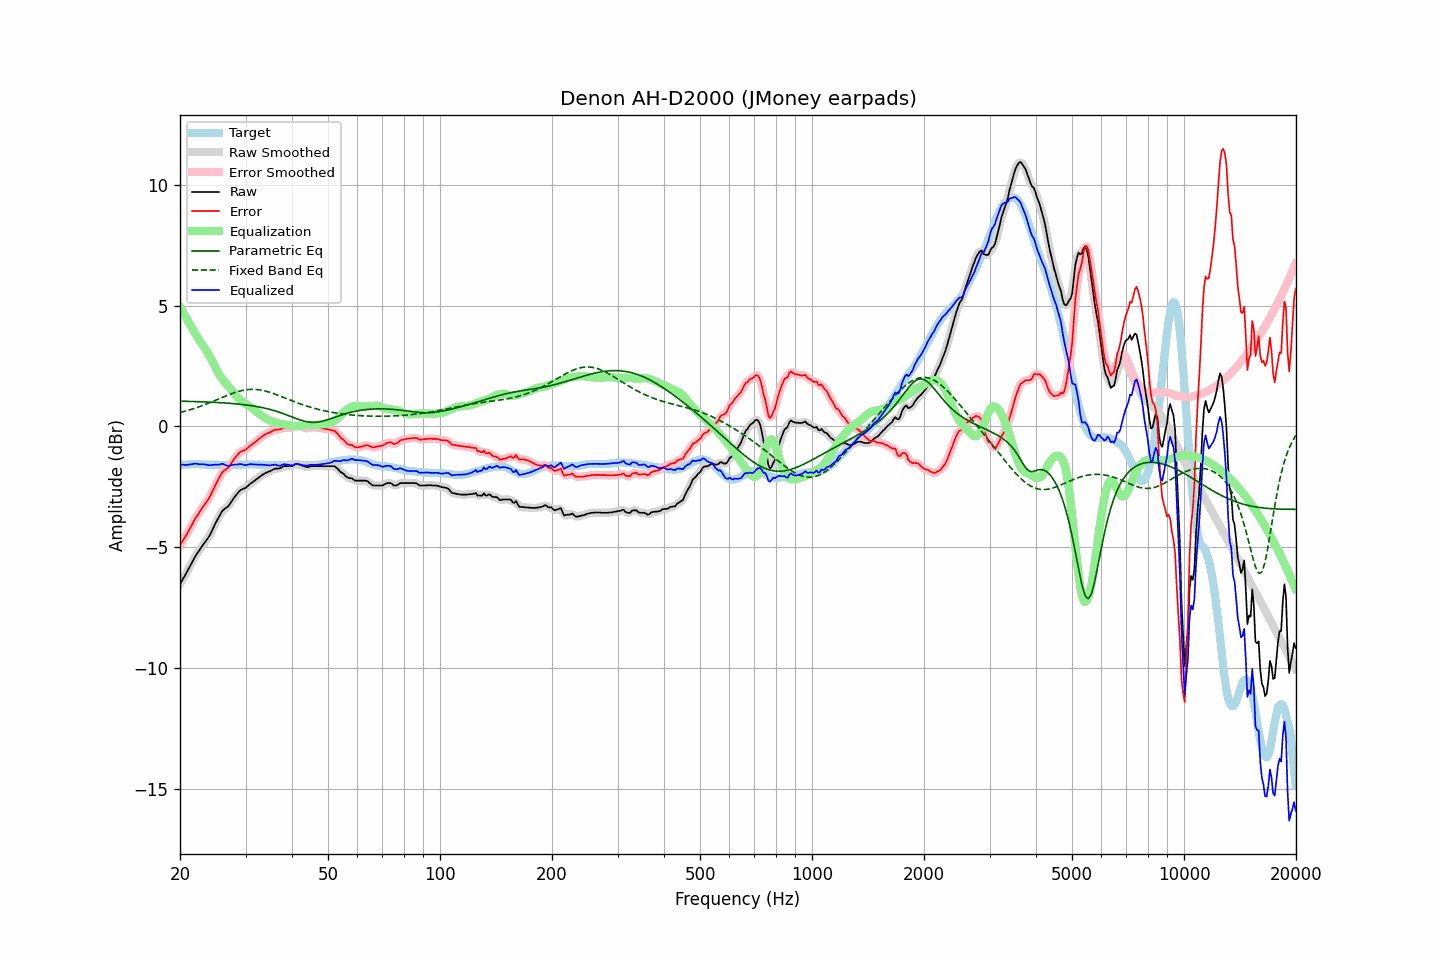 Denon AH-D2000 (JMoney earpads)
Target
Raw Smoothed
Error Smoothed
Raw
Error
Equalization
Parametric Eq
Fixed Band Eq
Equalized
Amplitude (dBr)
10
5
0
−5
−10
−15
20 50 100 200 500 1000 2000 5000 10000 20000
Frequency (Hz)